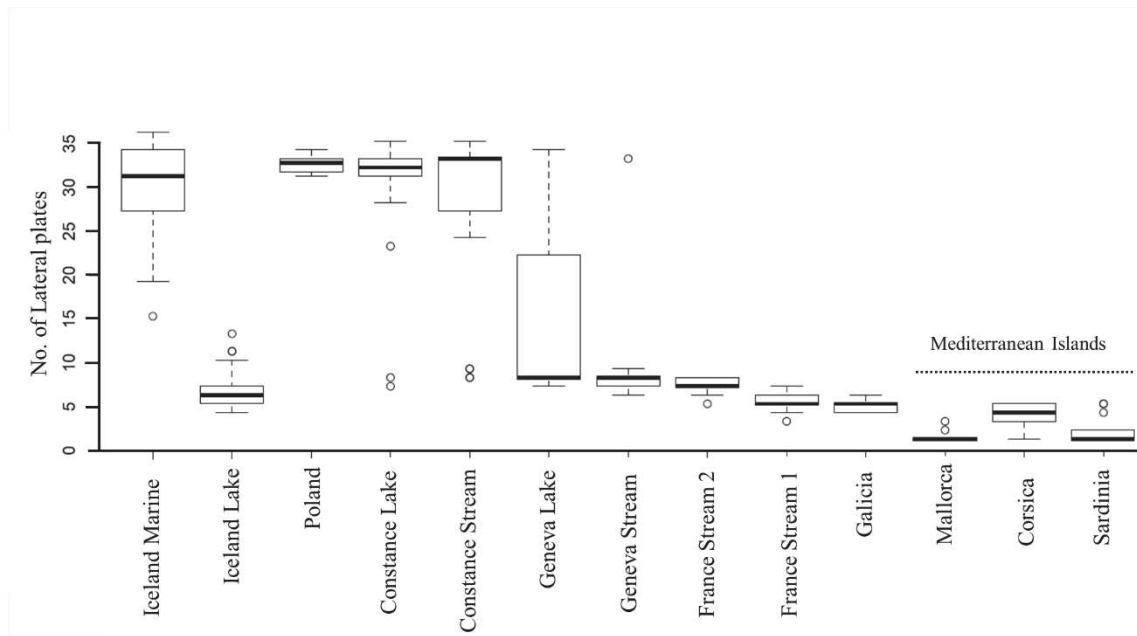 No. of Lateral plates
35
30
25
20
15
10
5
0
Mediterranean Islands
Iceland Marine
Iceland Lake
Poland
Constance Lake
Constance Stream
Geneva Lake
Geneva Stream
France Stream 2
France Stream 1
Galicia
Mallorca
Corsica
Sardinia